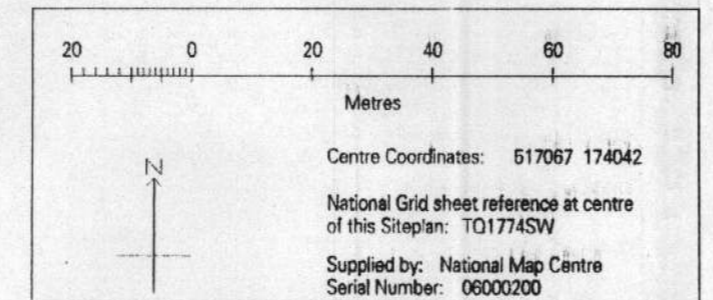 20 0 20 40 60 80
Metres
Centre Coordinates: 517067 174042
N
National Grid sheet reference at centre
of this Siteplan: TQ1774SW
Supplied by: National Map Centre
Serial Number: 06000200